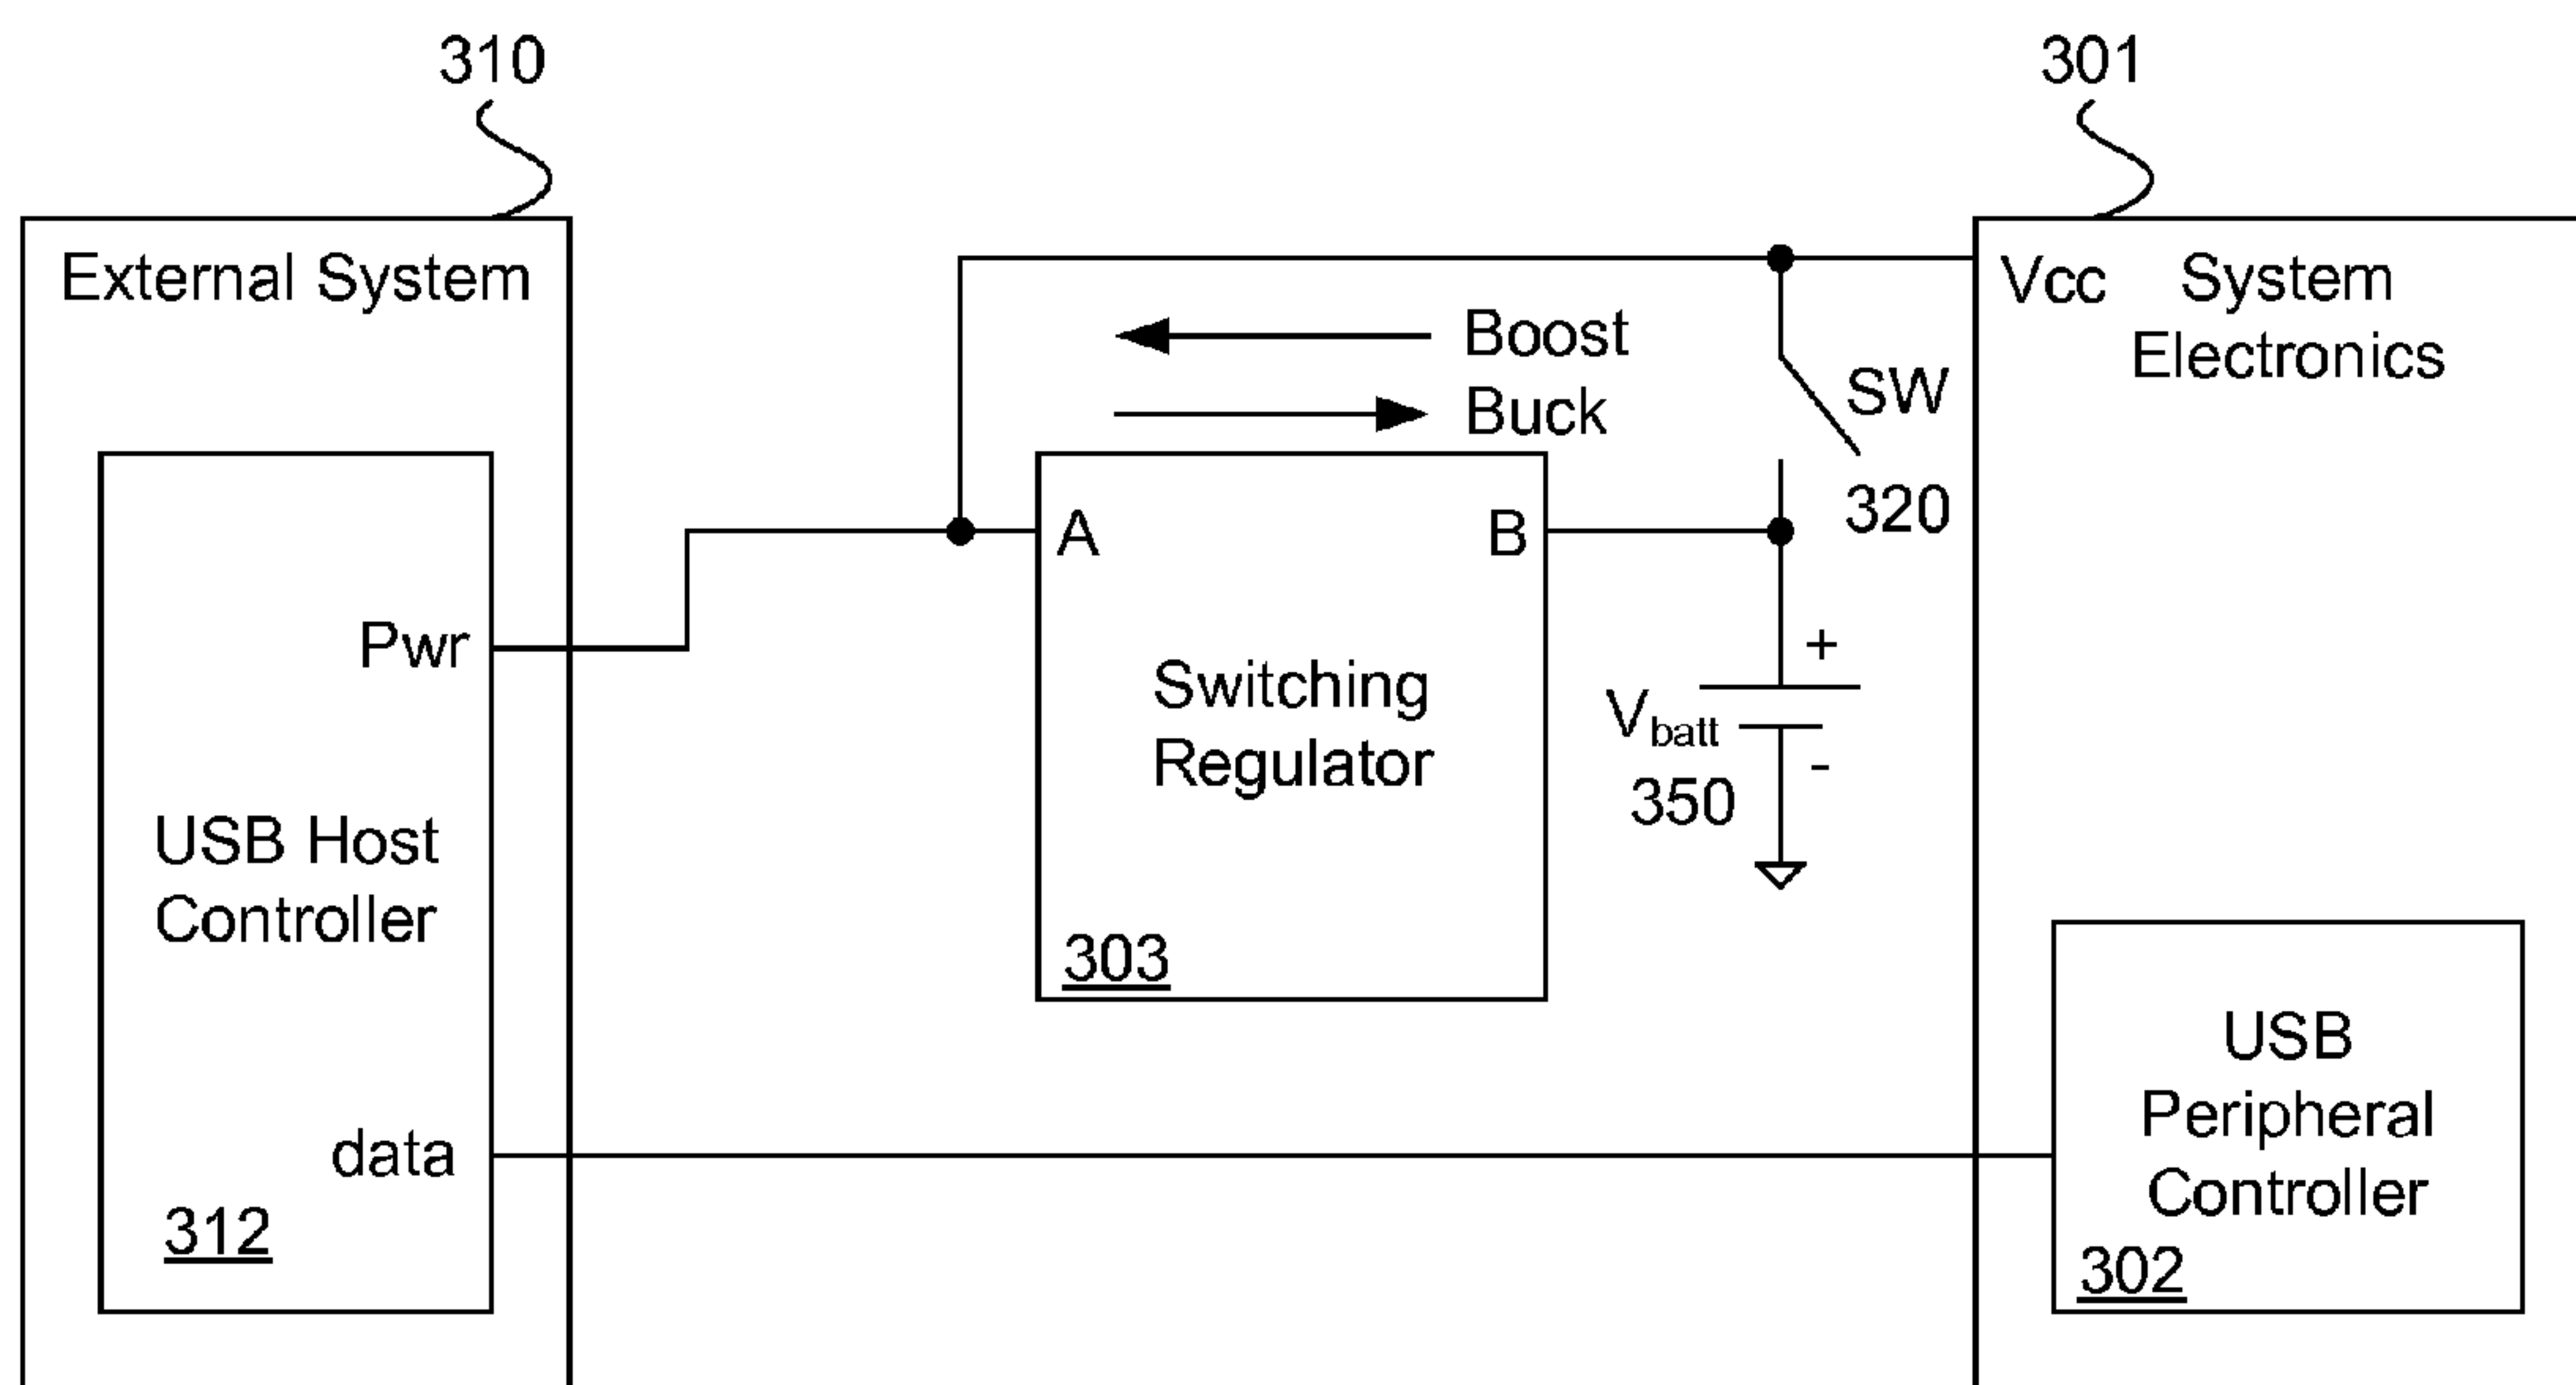 310
301
External System
Vcc
System
Electronics
Boost
Buck
SW
320
A
B
Pwr
Switching
Regulator
+
Vbatt
-
350
USB Host
Controller
303
data
312
USB
Peripheral
Controller
302